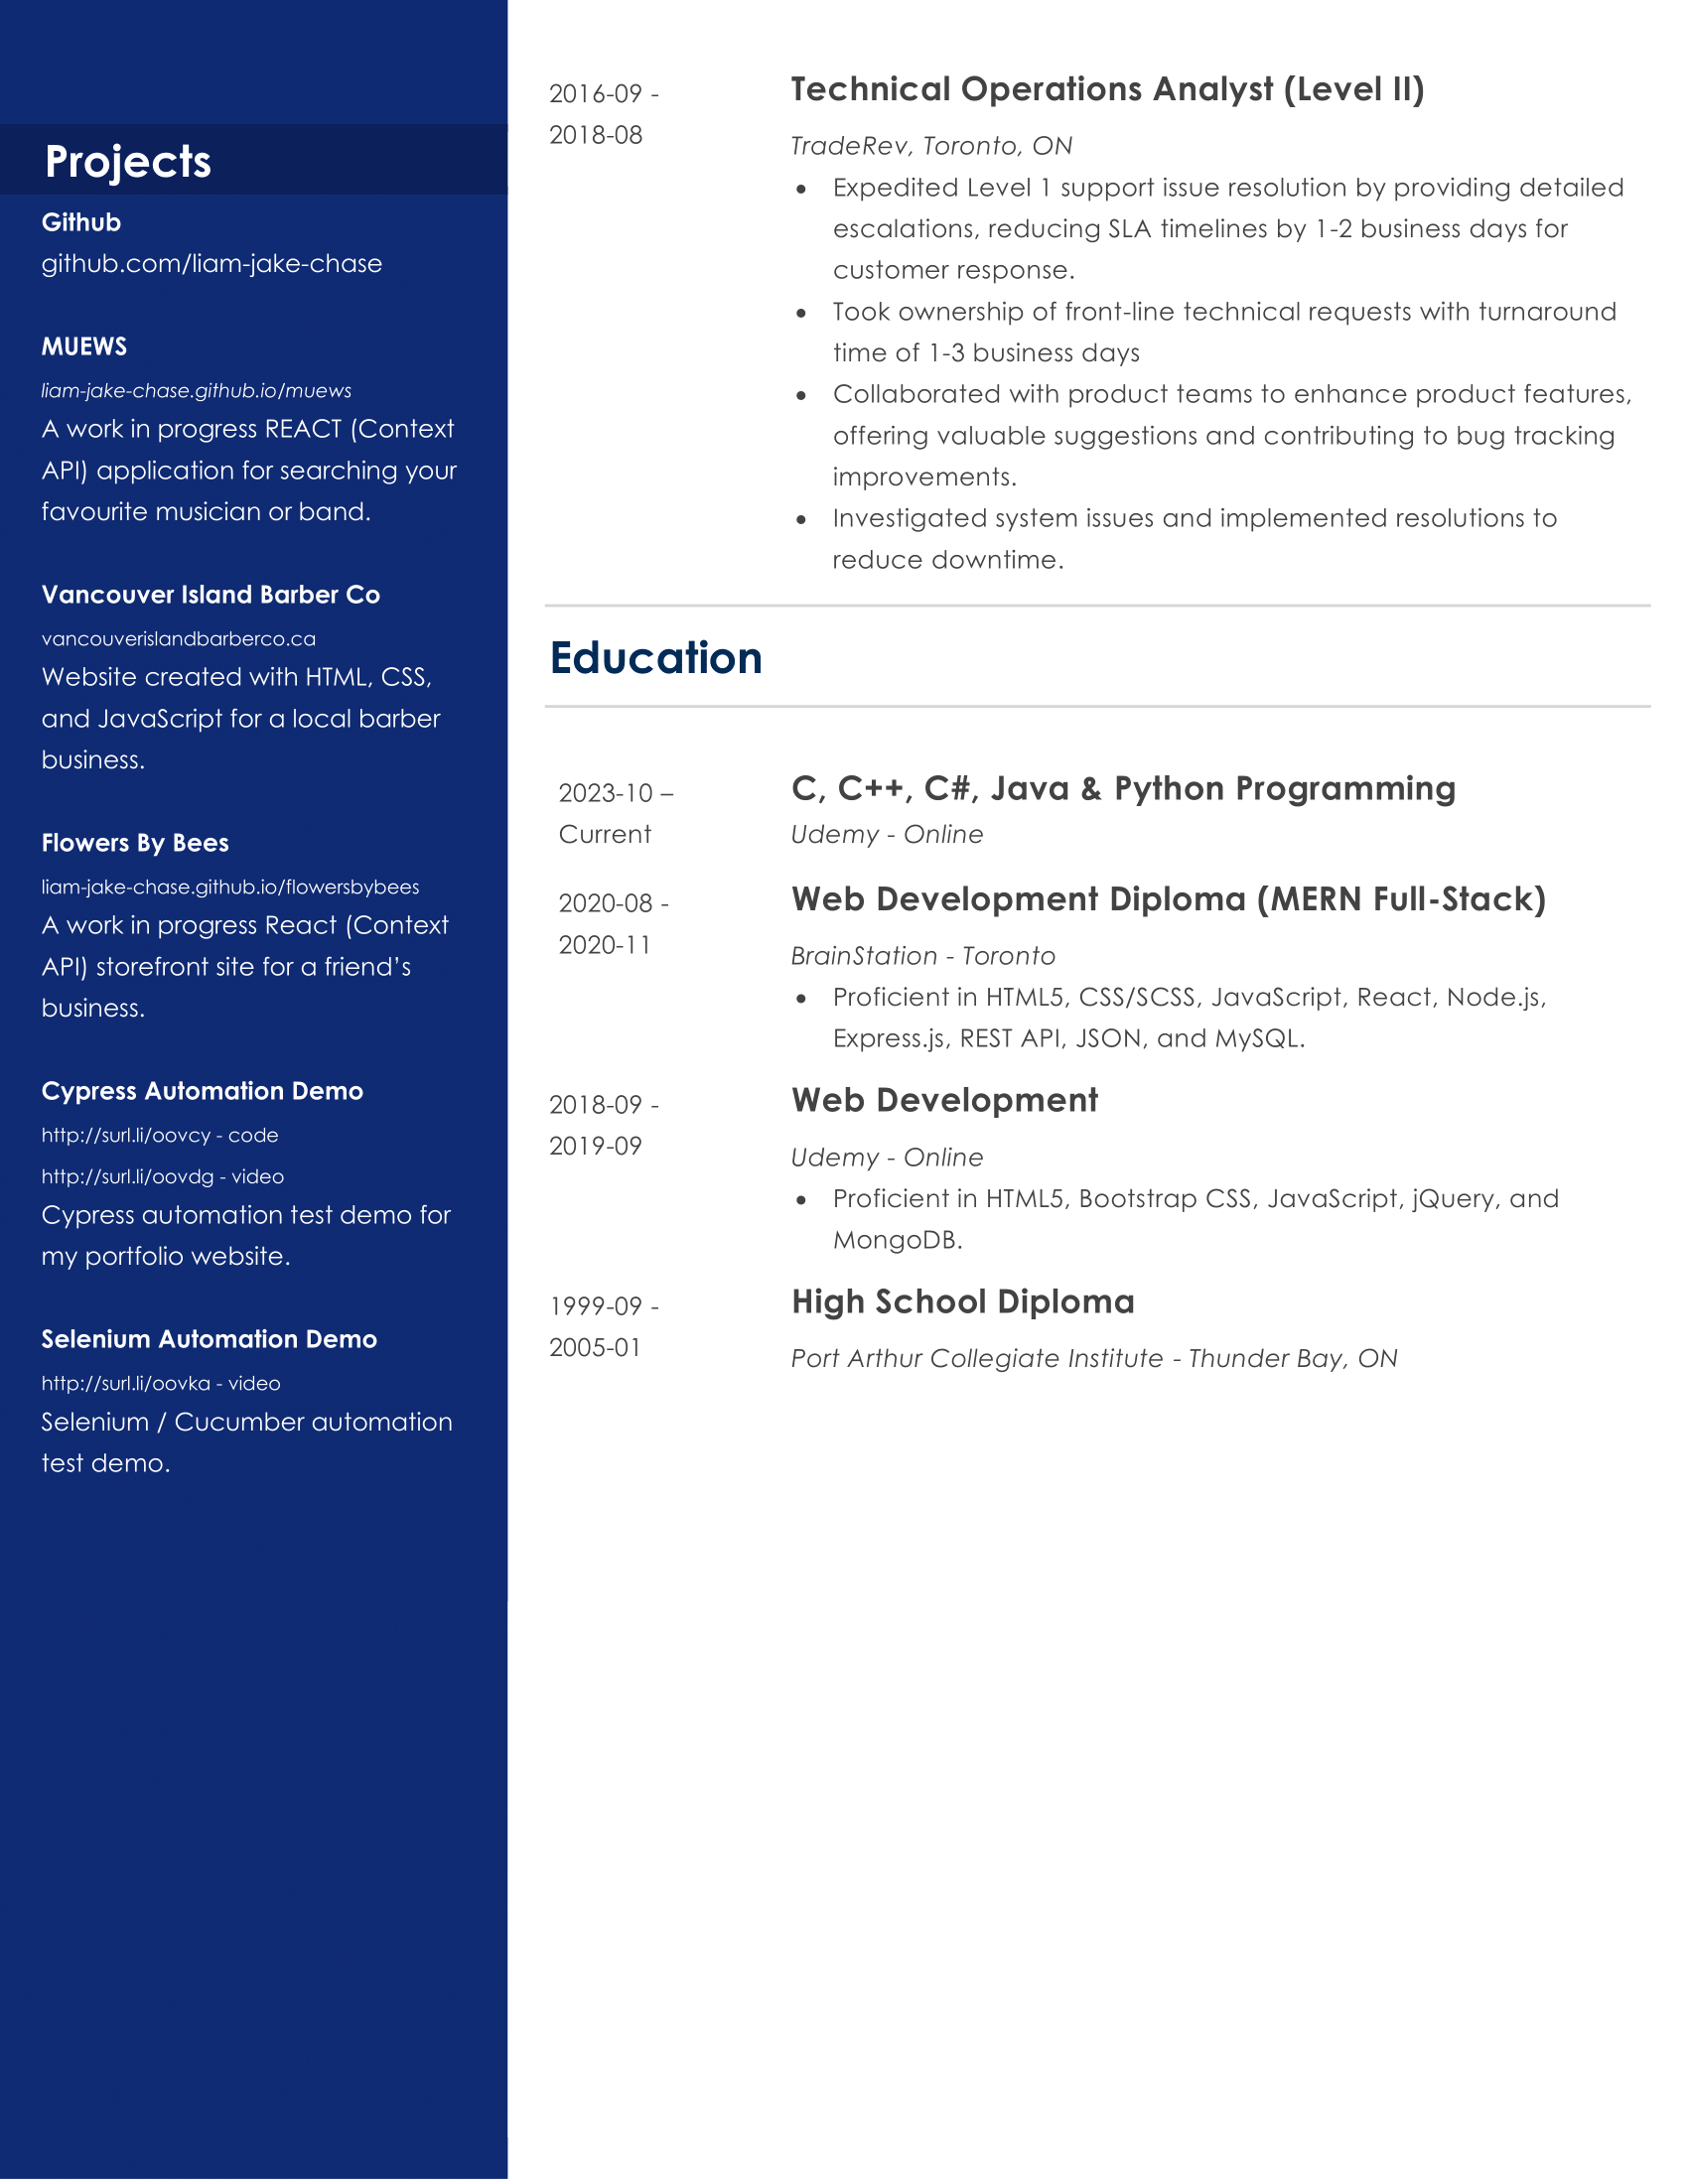 Projects
Github
github.com/liam-jake-chase
MUEWS
liam-jake-chase.github.io/muews
A work in progress REACT (Context
API) application for searching your
favourite musician or band.
Vancouver Island Barber Co
vancouverislandbarberco.ca
Website created with HTML, CSS,
and JavaScript for a local barber
business.
Flowers By Bees
liam-jake-chase.github.io/flowersbybees
A work in progress React (Context
API) storefront site for a friend’s
business.
Cypress Automation Demo
http://surl.li/oovcy - code
http://surl.li/oovdg - video
Cypress automation test demo for
my portfolio website.
Selenium Automation Demo
http://surl.li/oovka - video
Selenium / Cucumber automation
test demo.
2016-09 -
2018-08
Technical Operations Analyst (Level II)
TradeRev, Toronto, ON
• Expedited Level 1 support issue resolution by providing detailed
escalations, reducing SLA timelines by 1-2 business days for
customer response.
• Took ownership of front-line technical requests with turnaround
time of 1-3 business days
• Collaborated with product teams to enhance product features,
offering valuable suggestions and contributing to bug tracking
improvements.
• Investigated system issues and implemented resolutions to
reduce downtime.
Education
2023-10 –
Current
C, C++, C#, Java & Python Programming
Udemy - Online
2020-08 -
2020-11
Web Development Diploma (MERN Full-Stack)
BrainStation - Toronto
• Proficient in HTML5, CSS/SCSS, JavaScript, React, Node.js,
Express.js, REST API, JSON, and MySQL.
2018-09 -
2019-09
Web Development
Udemy - Online
• Proficient in HTML5, Bootstrap CSS, JavaScript, jQuery, and
MongoDB.
1999-09 -
2005-01
High School Diploma
Port Arthur Collegiate Institute - Thunder Bay, ON